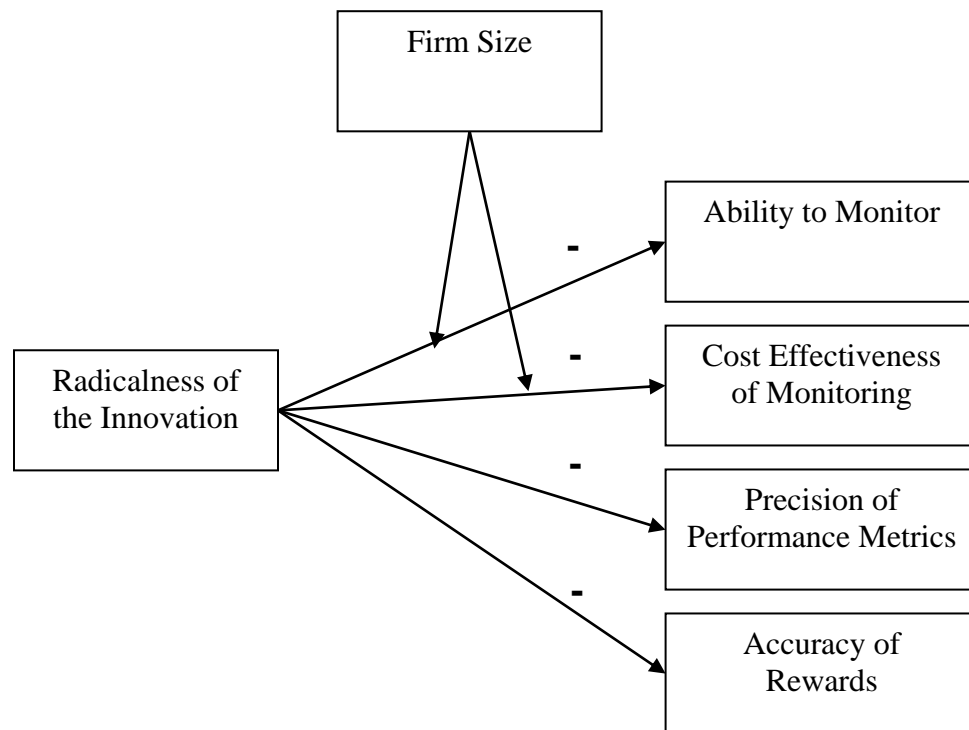 Firm Size
Ability to Monitor
-
Cost Effectiveness
of Monitoring
-
Radicalness of
the Innovation
Precision of
Performance Metrics
-
Accuracy of
Rewards
-